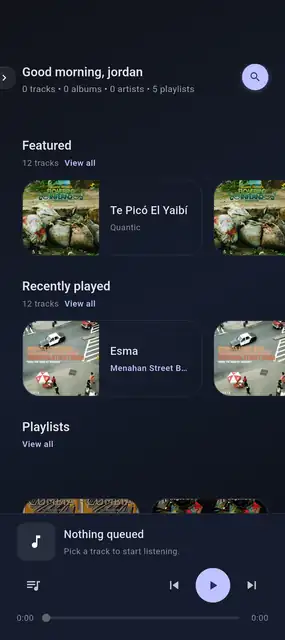 Good morning, jordan
0 tracks • 0 albums • 0 artists • 5 playlists
Featured
12 tracks View all
Te Picó El Yaibí
Quantic
Recently played
12 tracks View all
Esma
Menahan Street B...
Playlists
View all
Nothing queued
Pick a track to start listening.
0:00
0:00